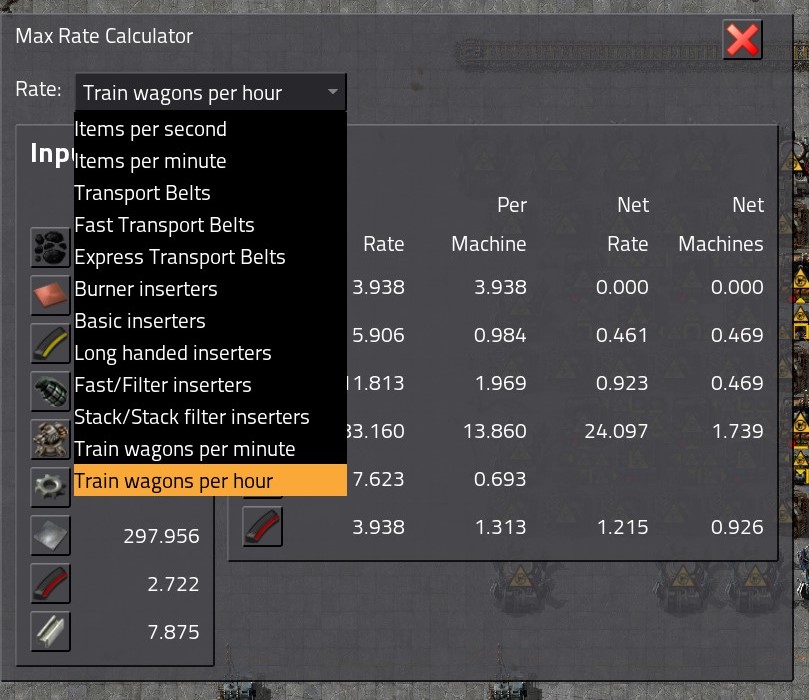 Max Rate Calculator
Rate: Train wagons per hour
Items per second
Items per minute
Transport Belts
Fast Transport Belts
Express Transport Belts
Burner inserters
Basic inserters
Long handed inserters
Fast/Filter inserters
Stack/Stack filter inserters
Train wagons per minute
Train wagons per hour
297.956
2.722
7.875
Rate Per Machine Net Rate Net Machines
3.938 3.938 0.000 0.000
5.906 0.984 0.461 0.469
11.813 1.969 0.923 0.469
33.160 13.860 24.097 1.739
7.623 0.693
3.938 1.313 1.215 0.926